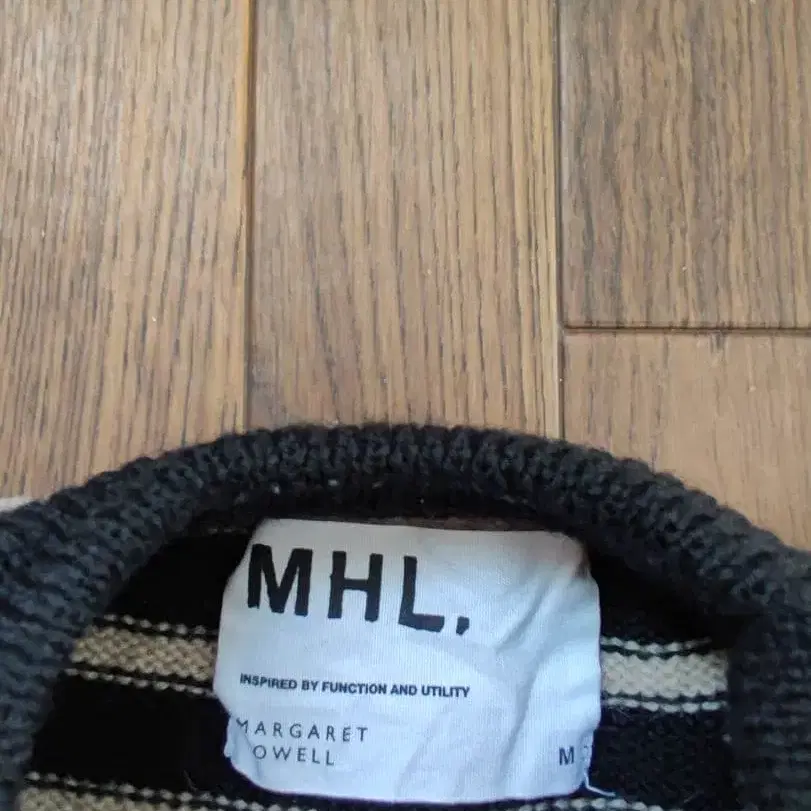 MHL.
INSPIRED BY FUNCTION AND UTILITY
MARGARET
HOWELL
M